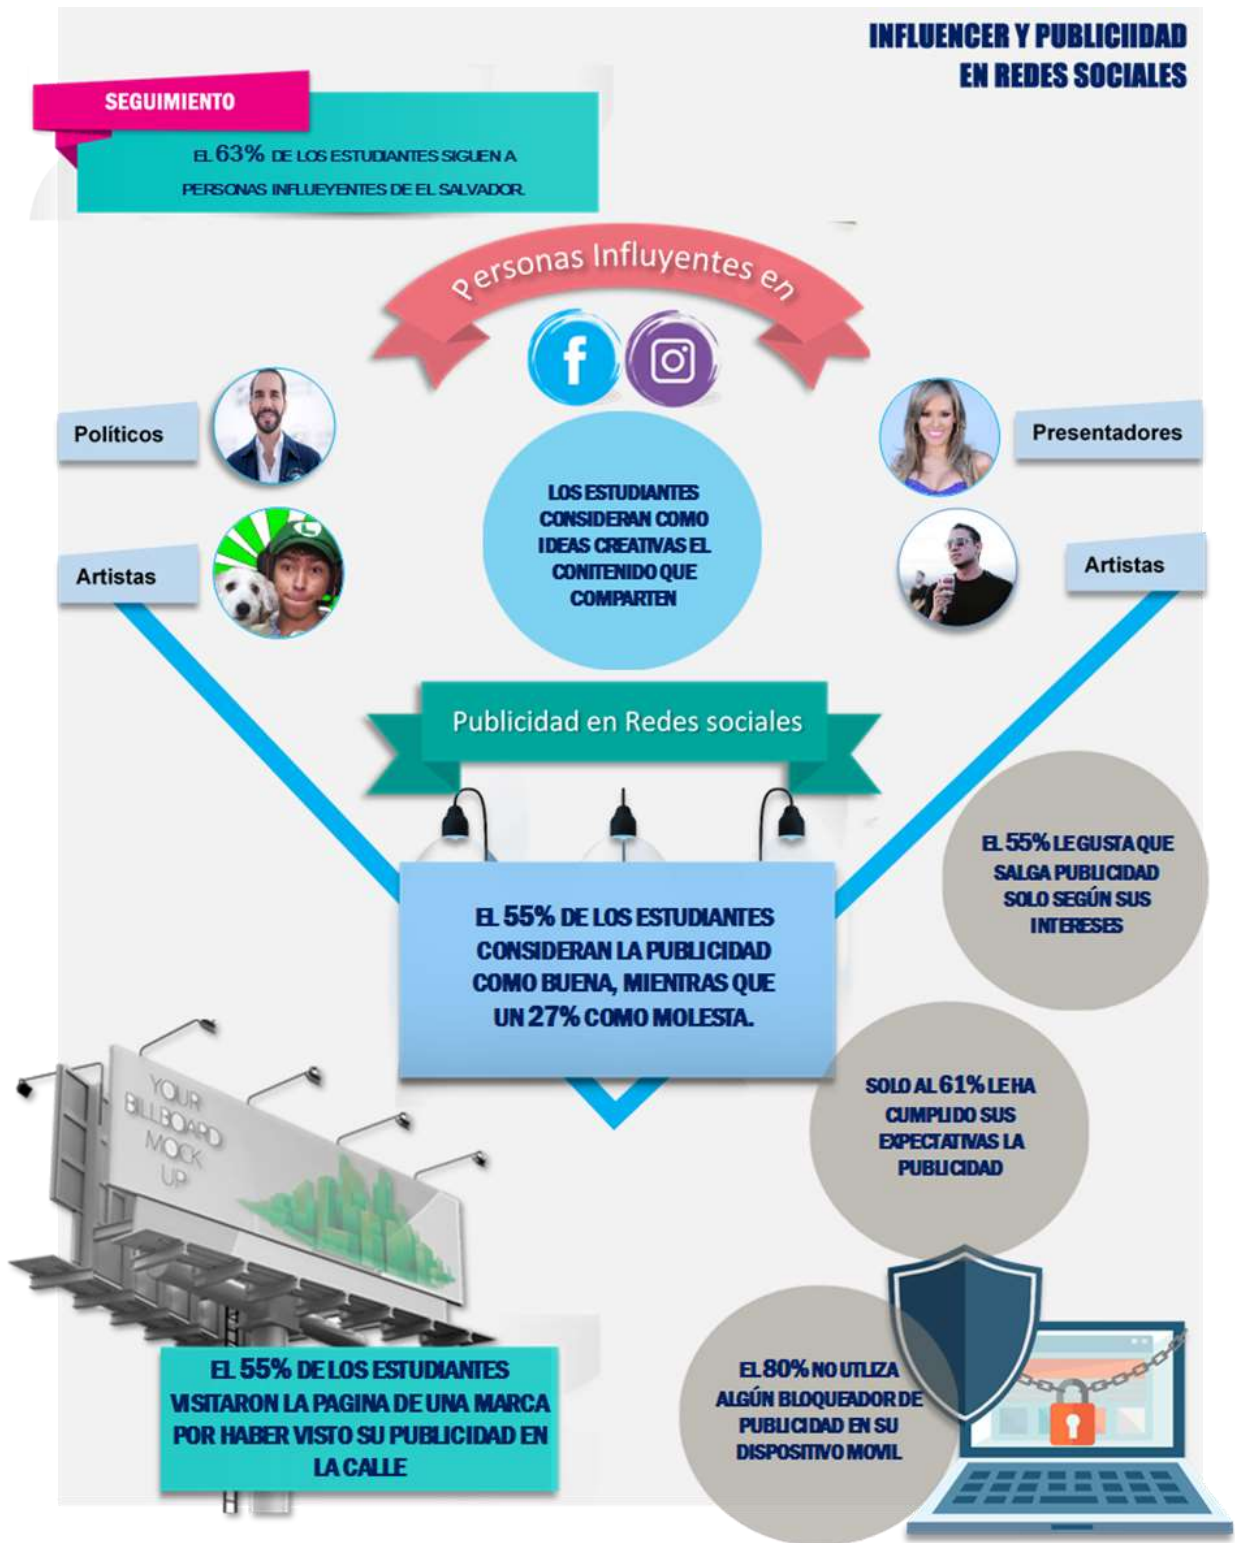 INFLUENCER Y PUBLICIIDAD
EN REDES SOCIALES
SEGUIMIENTO
EL 63% DE LOS ESTUDIANTES SIGUEN A
PERSONAS INFLUEYENTES DE EL SALVADOR.
Personas Influyentes en
f
Políticos
Presentadores
Artistas
Artistas
L
LOS ESTUDIANTES
CONSIDERAN COMO
IDEAS CREATIVAS EL
CONITENIDO QUE
COMPARTEN
Publicidad en Redes sociales
EL 55% LE GUSTA QUE
SALGA PUBLICIDAD
SOLO SEGÚN SUS
INTERESES
EL 55% DE LOS ESTUDIANTES
CONSIDERAN LA PUBLICIDAD
COMO BUENA, MIENTRAS QUE
UN 27% COMO MOLESTA.
SOLO AL 61% LE HA
CUMPLIDO SUS
EXPECTATIVAS LA
PUBLICIDAD
YOUR
BILLBOARD
MOCK
UP
EL 55% DE LOS ESTUDIANTES
VISITARON LA PAGINA DE UNA MARCA
POR HABER VISTO SU PUBLICIDAD EN
LA CALLE
EL 80% NO UTLIZA
ALGÚN BLOQUEADOR DE
PUBLICIDAD EN SU
DISPOSITIVO MOVIL